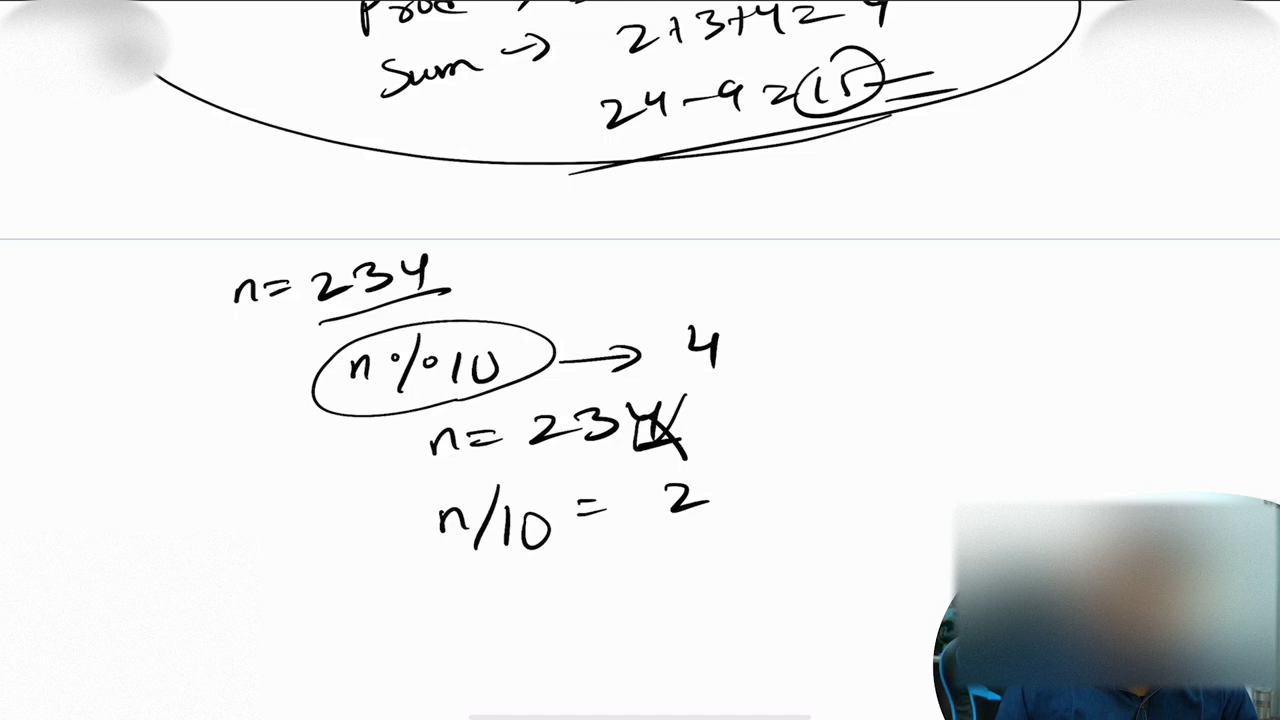 Sum → 2+3+4=9
24-9=15
n= 234
n%10 → 4
n= 234
n/10 = 2